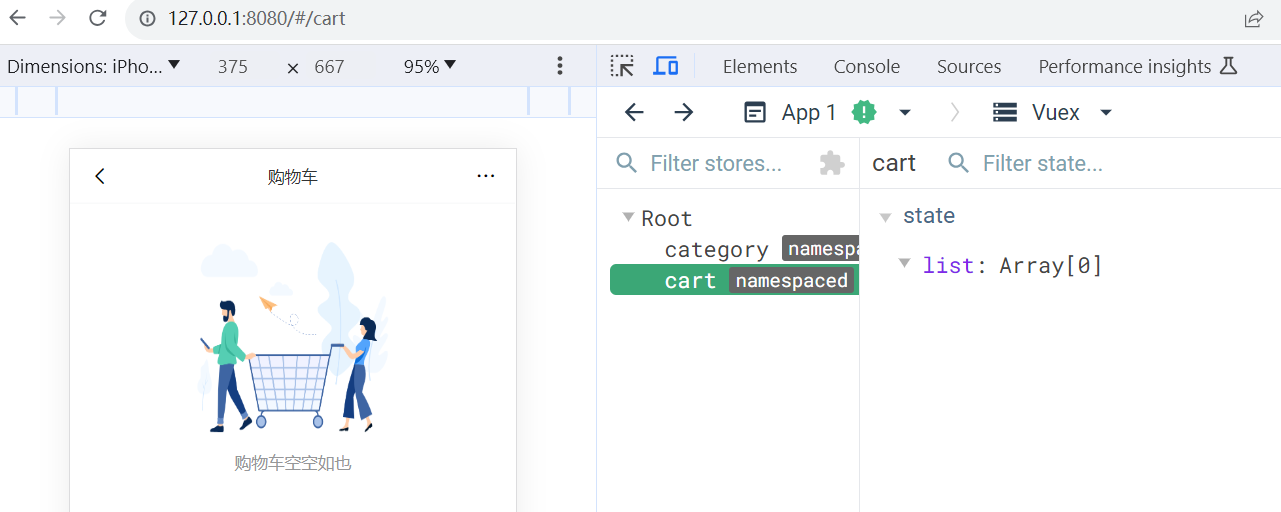 127.0.0.1:8080/#/cart
Dimensions: iPho... 375 × 667 95%
Elements Console Sources Performance insights
App 1 Vuex
购物车
Filter stores... cart Filter state...
Root
category namespa
cart namespaced
state
list: Array[0]
购物车空空如也